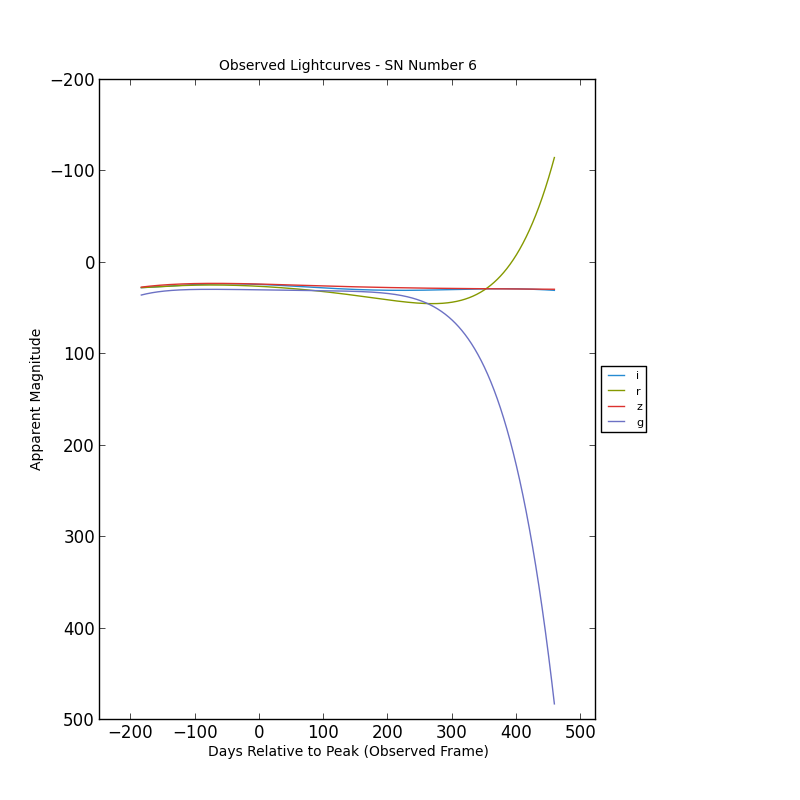 Observed Lightcurves - SN Number 6
−200
−100
0
100
200
300
400
500
Apparent Magnitude
i
r
z
g
−200 −100 0 100 200 300 400 500
Days Relative to Peak (Observed Frame)